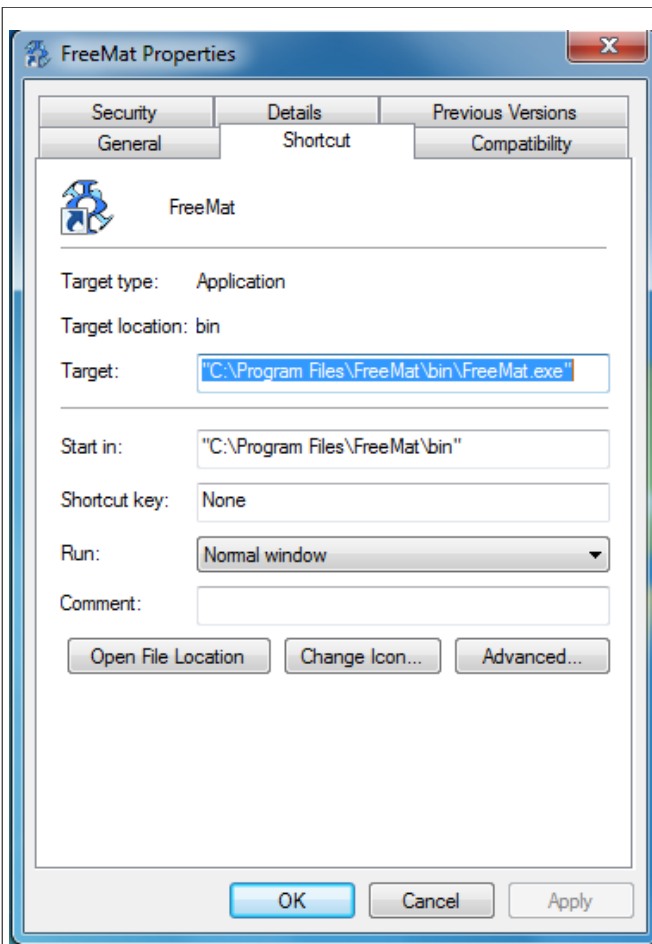 FreeMat Properties
Security Details Previous Versions
General Shortcut Compatibility
FreeMat
Target type: Application
Target location: bin
Target: "C:\Program Files\FreeMat\bin\FreeMat.exe"
Start in: "C:\Program Files\FreeMat\bin"
Shortcut key: None
Run: Normal window
Comment:
Open File Location Change Icon... Advanced...
OK Cancel Apply